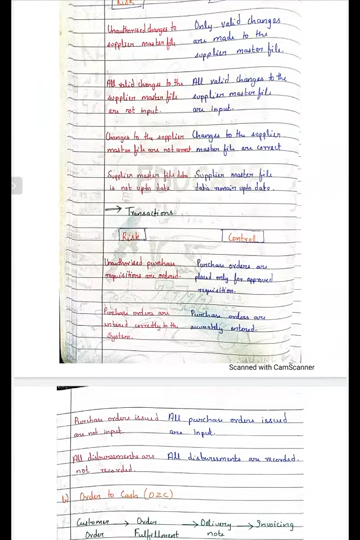 Risk
Unauthorised changes to Only valid changes
supplier master file are made to the
supplier master file.
All valid changes to the All valid changes to the
supplier master file supplier master file
are not input. are input.
Changes to the supplier Changes to the supplier
master file are not correct master file are correct
Supplier master file data Supplier master file
is not upto date data remain upto date.
→ Transactions
Risk Control
Unauthorised purchase Purchase orders are
requisitions are ordered placed only for approved
requisition.
Purchase orders are Purchase orders are
entered correctly to the accurately entered.
System.
Scanned with CamScanner
Purchase orders issued All purchase orders issued
are not input. are input.
All disbursments are All disbursments are recorded.
not recorded.
b) Order to Cash (O2C)
Customer → Order → Delivery → Invoicing
Order Fulfillment note